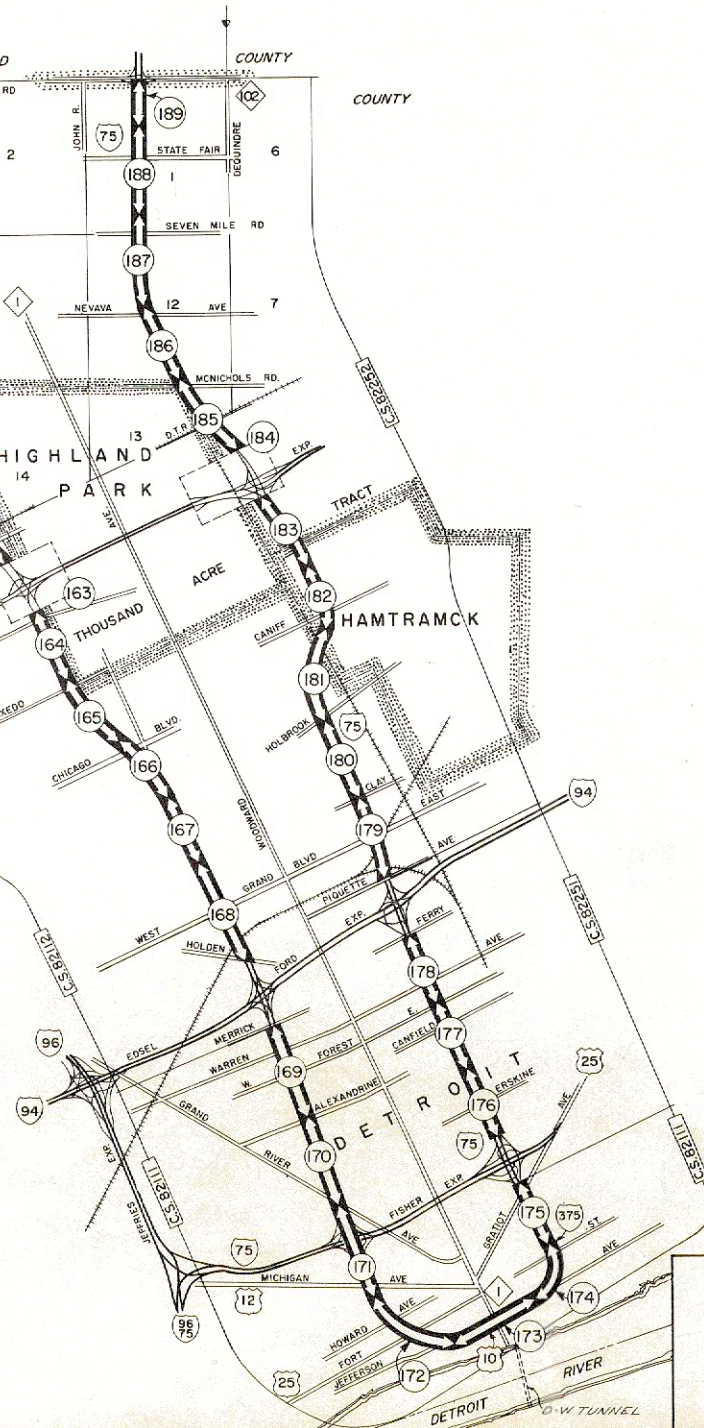 D
COUNTY
RD
102
COUNTY
189
JOHN R.
75
DEQUINDRE
2
STATE FAIR
6
188
1
SEVEN MILE RD
187
1
NEVAVA
12
AVE
7
186
C.S. 82252
MCNICHOLS RD.
185
13
D.T.R.
184
HIGHLAND
14
EXP.
PARK
AVE.
TRACT
183
ACRE
163
182
THOUSAND
CANIFF
HAMTRAMCK
164
181
XEDO
165
HOLBROOK
75
BLVD.
CHICAGO
166
180
CLAY
EAST
94
WOODWARD
167
179
GRAND BLVD
AVE
PIQUETTE
168
WEST
EXP.
FERRY
C.S. 82251
HOLDEN
FORD
AVE
C.S. 82112
178
MERRICK
E.
EDSEL
CANFIELD
177
96
WARREN
FOREST
169
W.
DETROIT
25
94
ALEXANDRINE
ERSKINE
GRAND
176
AVE
EXP.
RIVER
75
170
C.S. 82111
C.S. 82111
FISHER EXP.
JEFFRIES
175
375
AVE
GRATIOT
ST.
75
171
MICHIGAN AVE
1
AVE
12
174
96
75
HOWARD AVE
173
FORT
10
JEFFERSON
172
25
RIVER
DETROIT
D-W TUNNEL